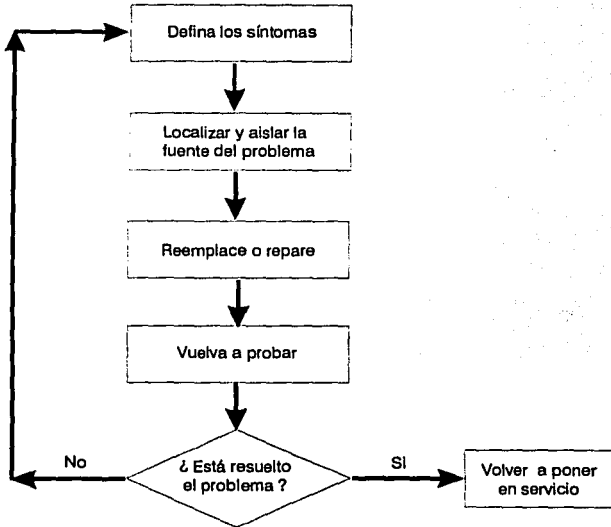 Defina los síntomas
Localizar y aislar la
fuente del problema
Reemplace o repare
Vuelva a probar
¿ Está resuelto
el problema ?
No
Si
Volver a poner
en servicio